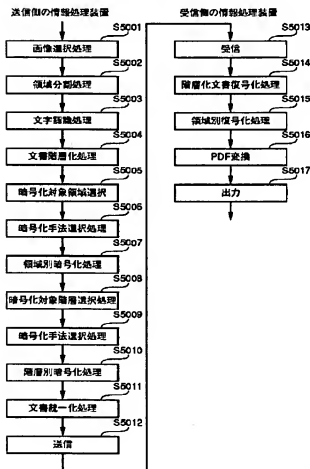 送信側の情報処理装置
S5001
画像選択処理
S5002
領域分割処理
S5003
文字認識処理
S5004
文書階層化処理
S5005
暗号化対象領域選択
S5006
暗号化手法選択処理
S5007
領域別暗号化処理
S5008
暗号化対象階層選択処理
S5009
暗号化手法選択処理
S5010
階層別暗号化処理
S5011
文書統一化処理
S5012
送信
受信側の情報処理装置
S5013
受信
S5014
階層化文書復号化処理
S5015
領域別復号化処理
S5016
PDF変換
S5017
出力